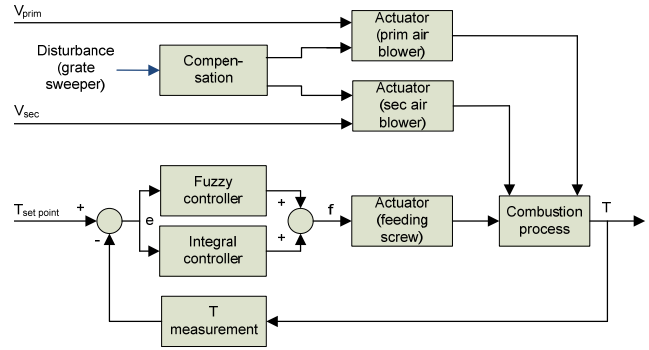 Vprim
Actuator
(prim air
blower)
Disturbance
(grate
sweeper)
Compen-
sation
Actuator
(sec air
blower)
Vsec
Fuzzy
controller
Tset point
+
-
e
+
+
f
Integral
controller
Actuator
(feeding
screw)
Combustion
process
T
T
measurement